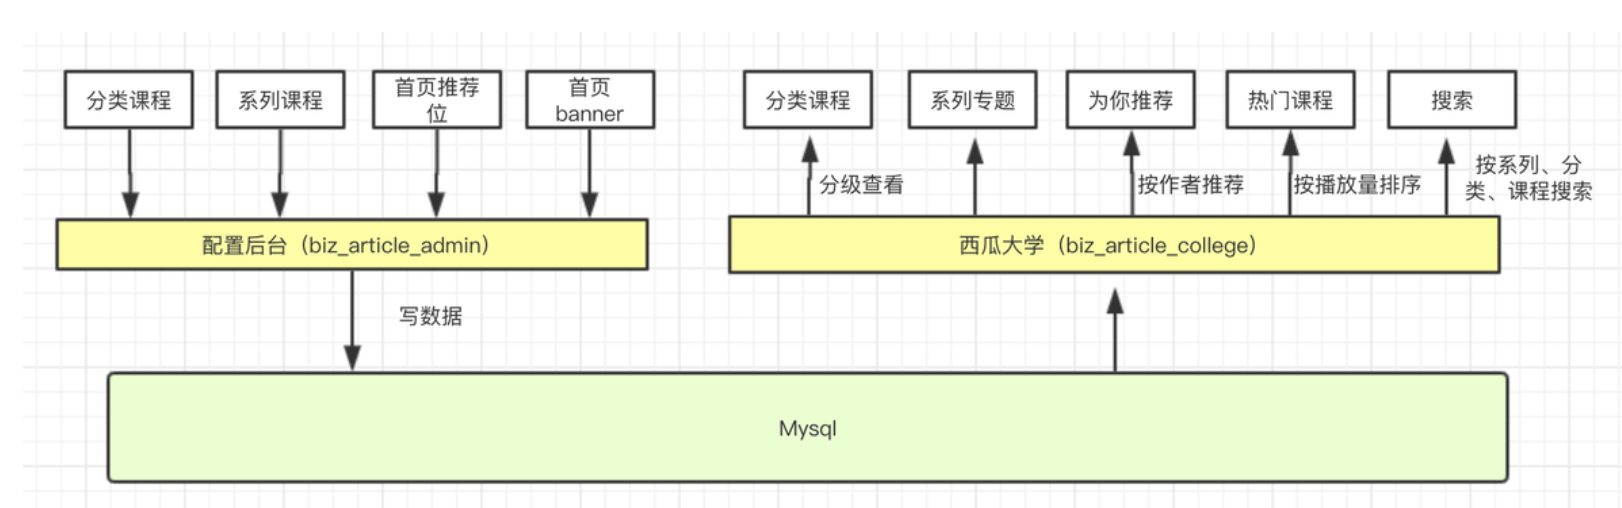 分类课程
系列课程
首页推荐
位
首页
banner
分类课程
系列专题
为你推荐
热门课程
搜索
分级查看
按作者推荐
按播放量排序
按系列、分
类、课程搜索
配置后台（biz_article_admin）
西瓜大学（biz_article_college）
写数据
Mysql